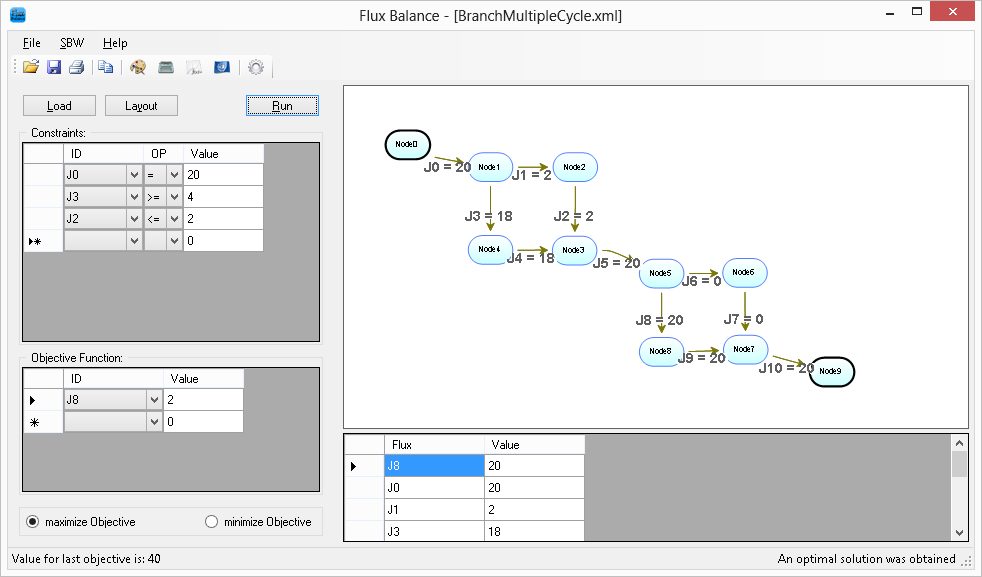 Flux Balance - [BranchMultipleCycle.xml]
File SBW Help
Load Layout Run
Constraints:
ID OP Value
J0 = 20
J3 >= 4
J2 <= 2
0
Objective Function:
ID Value
J8 2
0
maximize Objective minimize Objective
Node0
J0 = 20
Node1
J1 = 2
Node2
J3 = 18
J2 = 2
Node4
J4 = 18
Node3
J5 = 20
Node5
J6 = 0
Node6
J8 = 20
J7 = 0
Node8
J9 = 20
Node7
J10 = 20
Node9
Flux Value
J8 20
J0 20
J1 2
J3 18
Value for last objective is: 40
An optimal solution was obtained